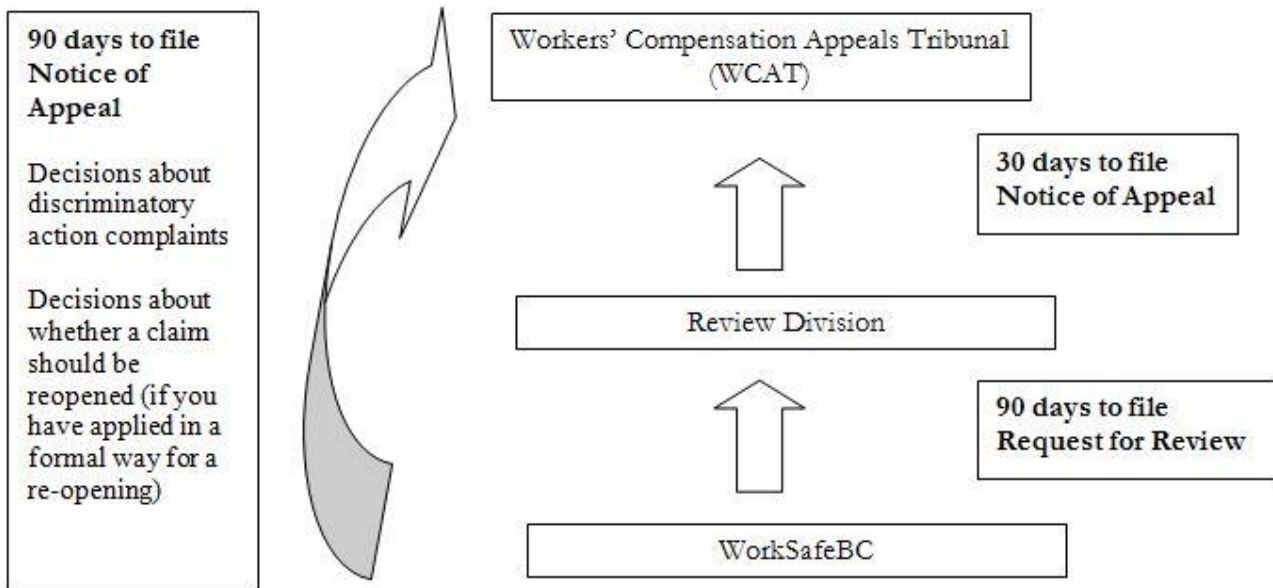 90 days to file
Notice of
Appeal
Decisions about
discriminatory
action complaints
Decisions about
whether a claim
should be
reopened (if you
have applied in a
formal way for a
re-opening)
Workers' Compensation Appeals Tribunal
(WCAT)
30 days to file
Notice of Appeal
Review Division
90 days to file
Request for Review
WorkSafeBC